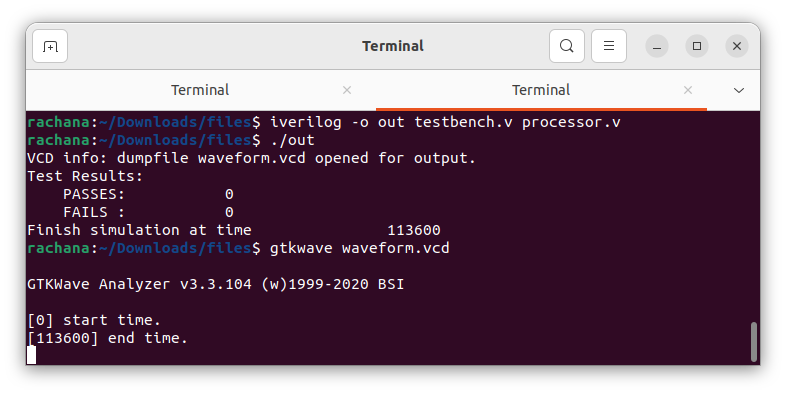 Terminal
Terminal
Terminal
rachana:~/Downloads/files$ iverilog -o out testbench.v processor.v
rachana:~/Downloads/files$ ./out
VCD info: dumpfile waveform.vcd opened for output.
Test Results:
    PASSES:           0
    FAILS :           0
Finish simulation at time               113600
rachana:~/Downloads/files$ gtkwave waveform.vcd
GTKWave Analyzer v3.3.104 (w)1999-2020 BSI
[0] start time.
[113600] end time.